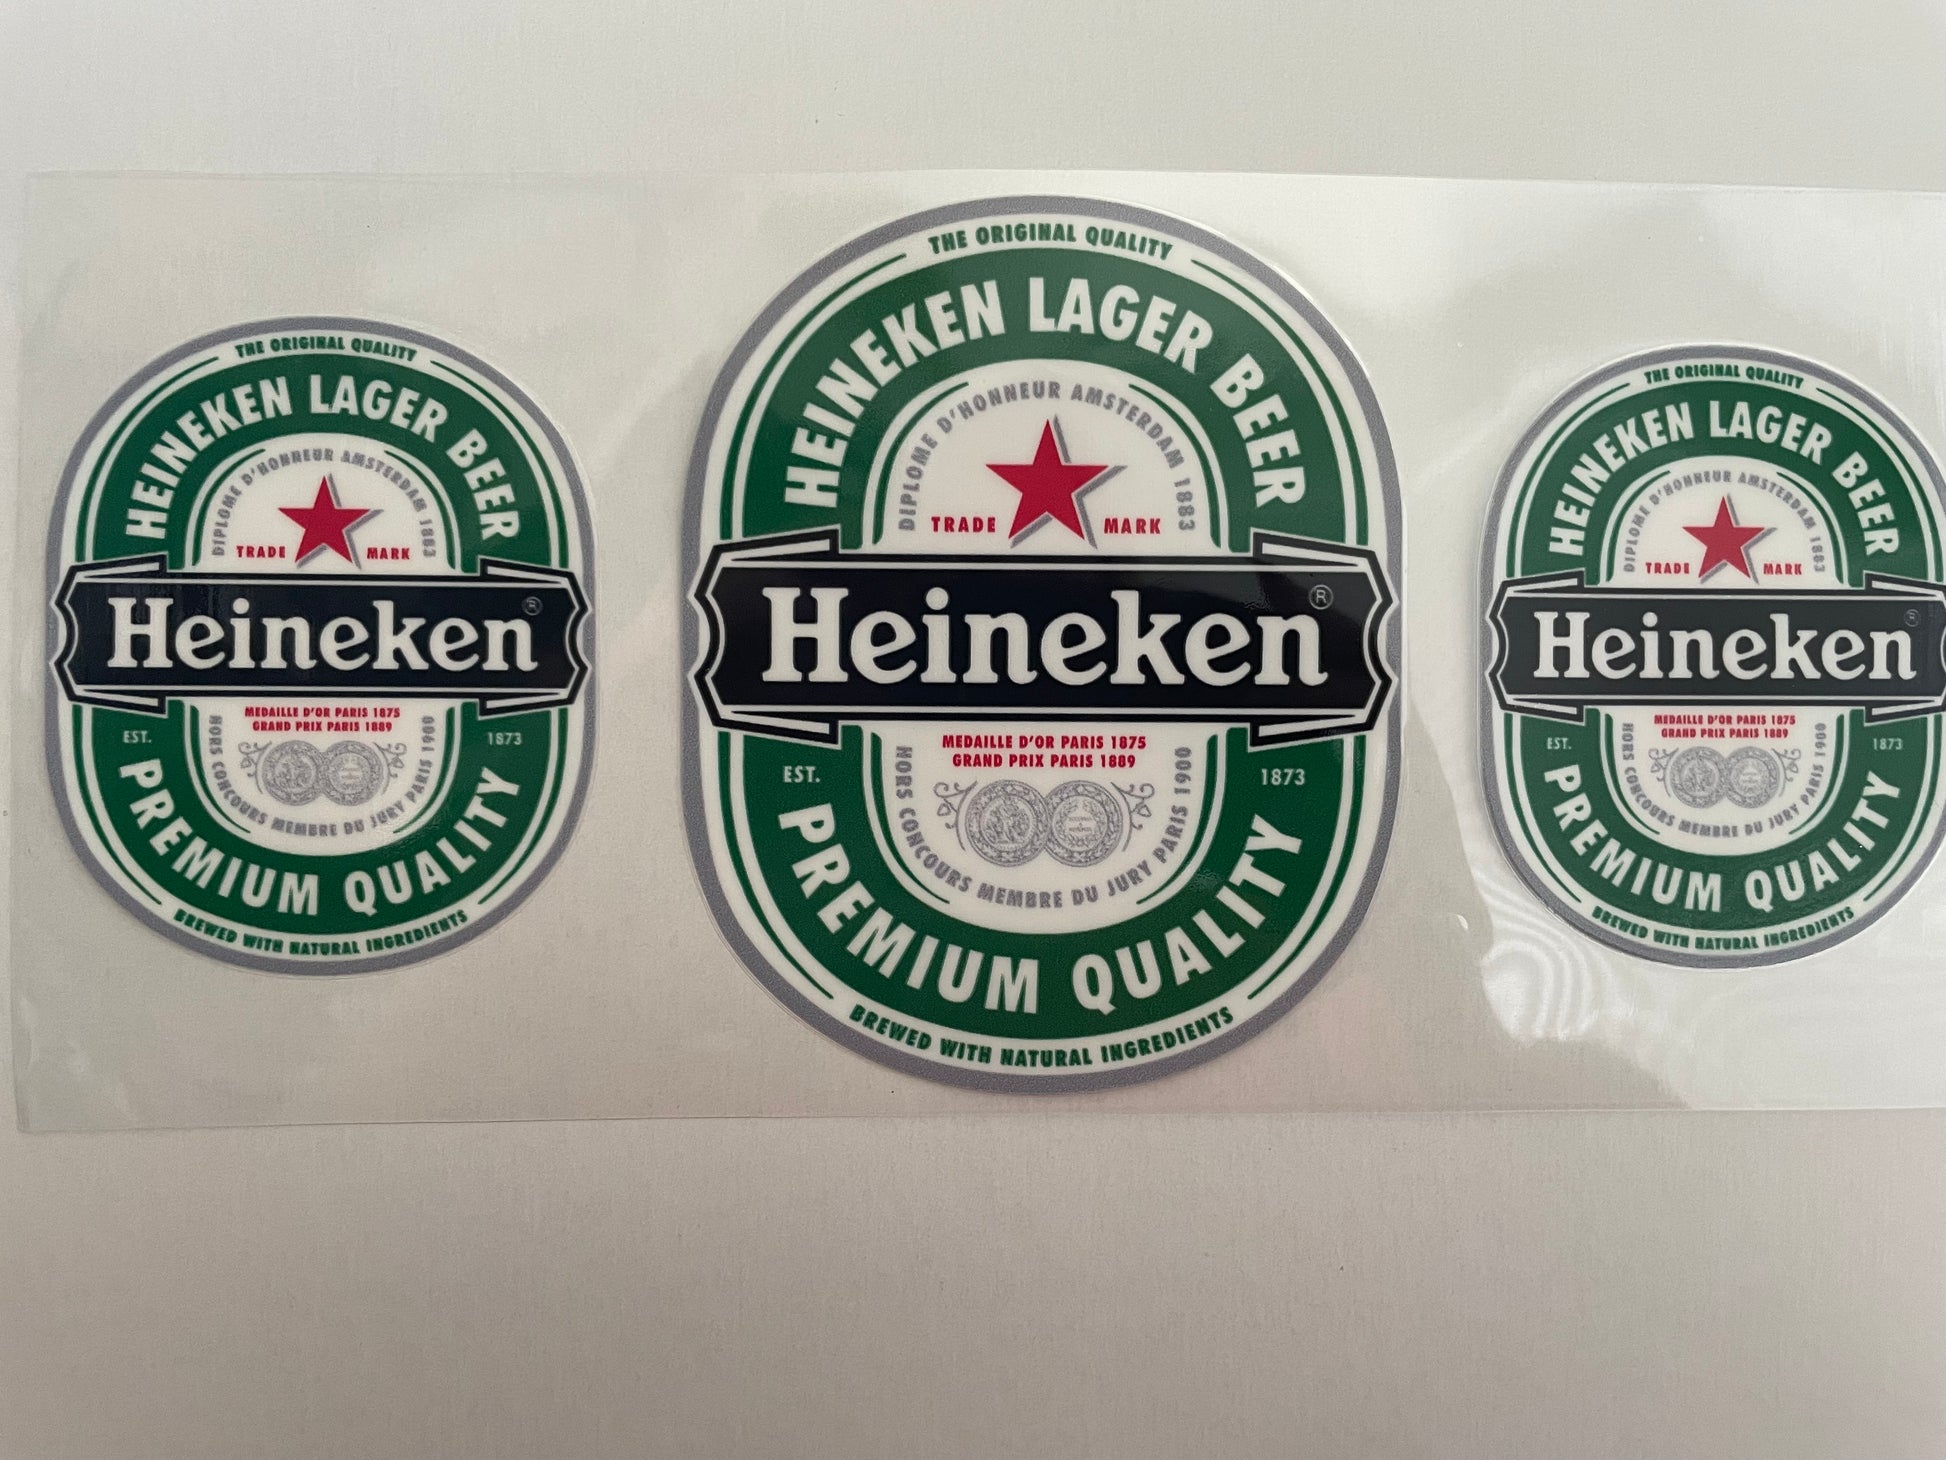 THE ORIGINAL QUALITY
HEINEKEN LAGER BEER
DIPLOME D'HONNEUR AMSTERDAM 1883
TRADE MARK
Heineken®
MEDAILLE D'OR PARIS 1875
GRAND PRIX PARIS 1889
EST. 1873
HORS CONCOURS MEMBRE DU JURY PARIS 1900
PREMIUM QUALITY
BREWED WITH NATURAL INGREDIENTS
THE ORIGINAL QUALITY
HEINEKEN LAGER BEER
DIPLOME D'HONNEUR AMSTERDAM 1883
TRADE MARK
Heineken®
MEDAILLE D'OR PARIS 1875
GRAND PRIX PARIS 1889
EST. 1873
HORS CONCOURS MEMBRE DU JURY PARIS 1900
PREMIUM QUALITY
BREWED WITH NATURAL INGREDIENTS
THE ORIGINAL QUALITY
HEINEKEN LAGER BEER
DIPLOME D'HONNEUR AMSTERDAM 1883
TRADE MARK
Heineken®
MEDAILLE D'OR PARIS 1875
GRAND PRIX PARIS 1889
EST. 1873
HORS CONCOURS MEMBRE DU JURY PARIS 1900
PREMIUM QUALITY
BREWED WITH NATURAL INGREDIENTS